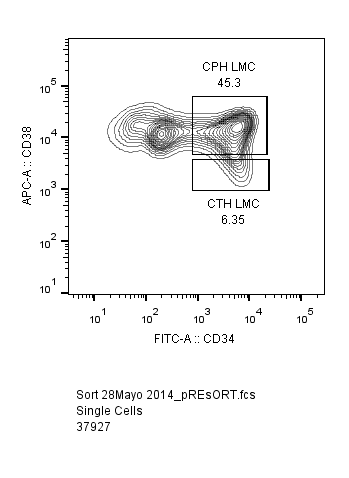 CPH LMC
45.3
10^5
10^4
10^3
10^2
10^1
APC-A :: CD38
CTH LMC
6.35
10^1 10^2 10^3 10^4 10^5
FITC-A :: CD34
Sort 28Mayo 2014_pREsORT.fcs
Single Cells
37927